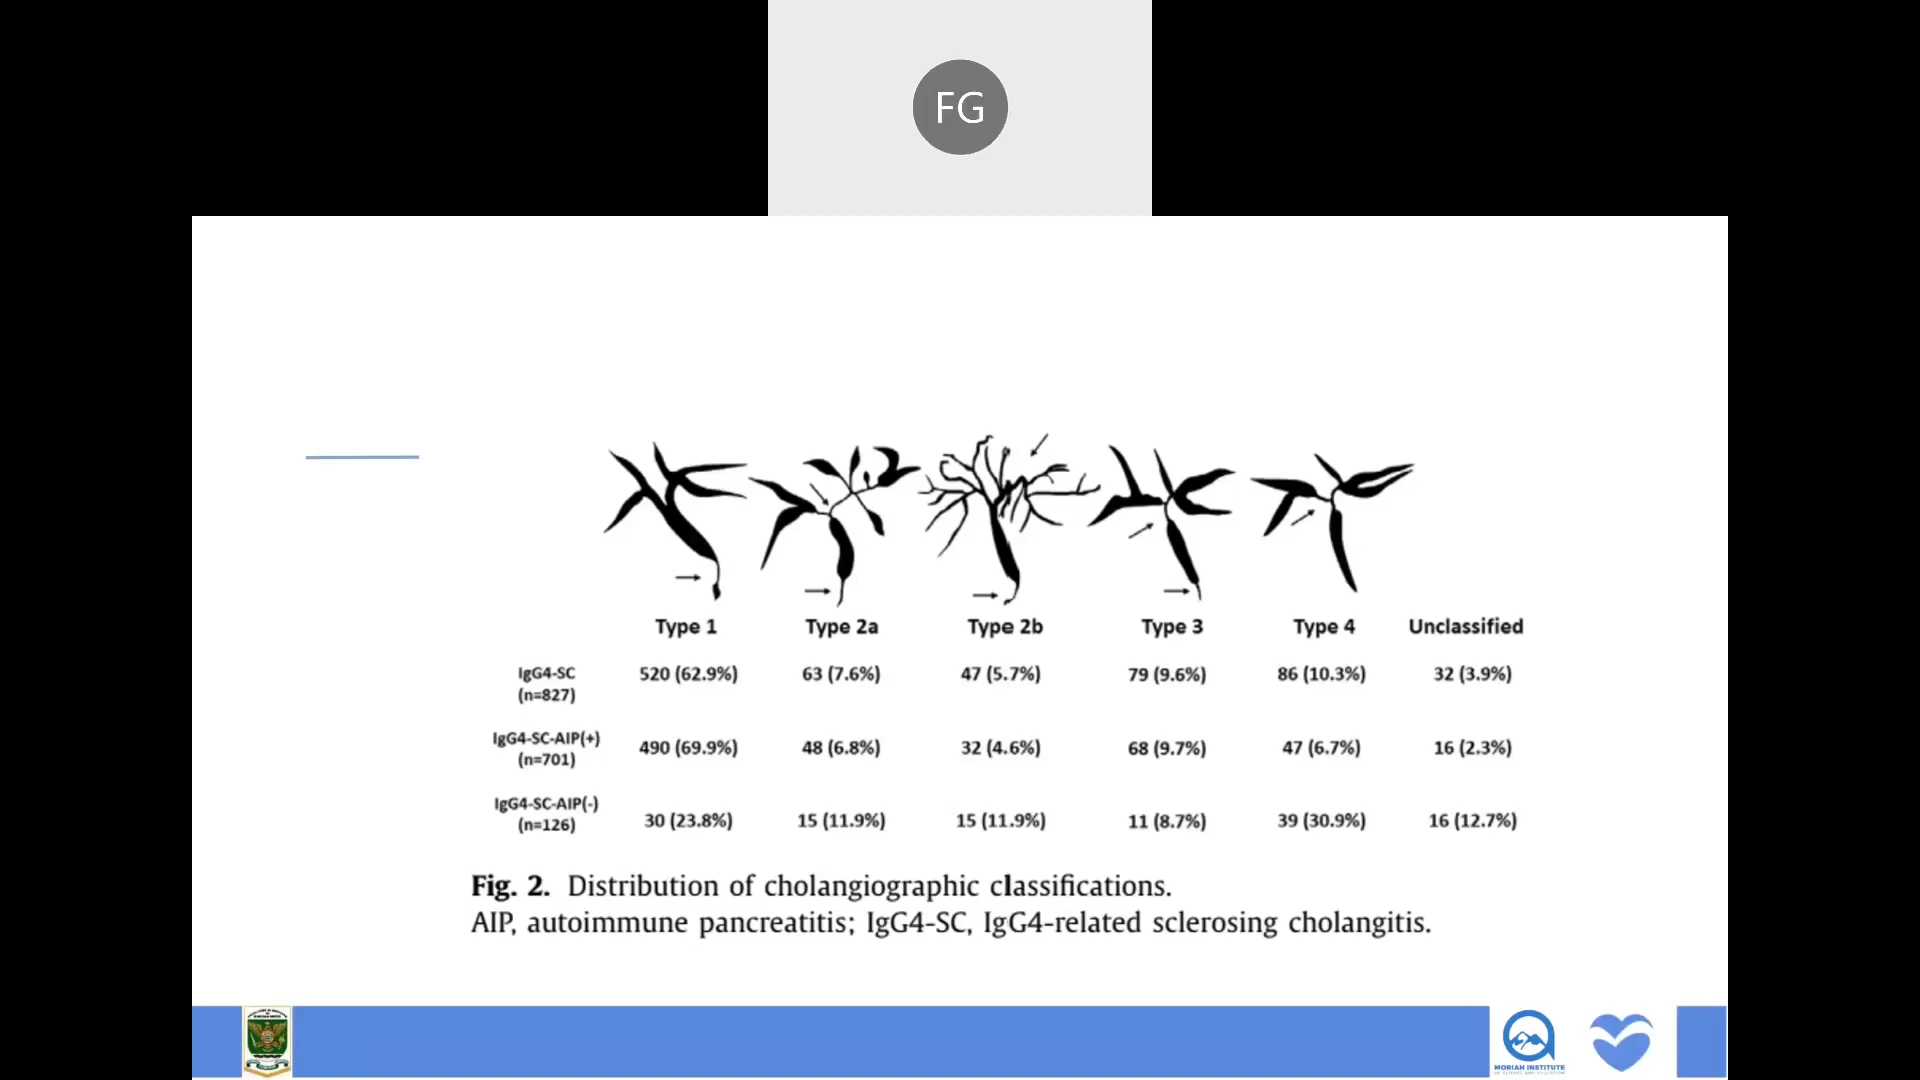 FG
Type 1 Type 2a Type 2b Type 3 Type 4 Unclassified
IgG4-SC
(n=827)
520 (62.9%) 63 (7.6%) 47 (5.7%) 79 (9.6%) 86 (10.3%) 32 (3.9%)
IgG4-SC-AIP(+)
(n=701)
490 (69.9%) 48 (6.8%) 32 (4.6%) 68 (9.7%) 47 (6.7%) 16 (2.3%)
IgG4-SC-AIP(-)
(n=126)
30 (23.8%) 15 (11.9%) 15 (11.9%) 11 (8.7%) 39 (30.9%) 16 (12.7%)
Fig. 2. Distribution of cholangiographic classifications.
AIP, autoimmune pancreatitis; IgG4-SC, IgG4-related sclerosing cholangitis.
MORIAH INSTITUTE